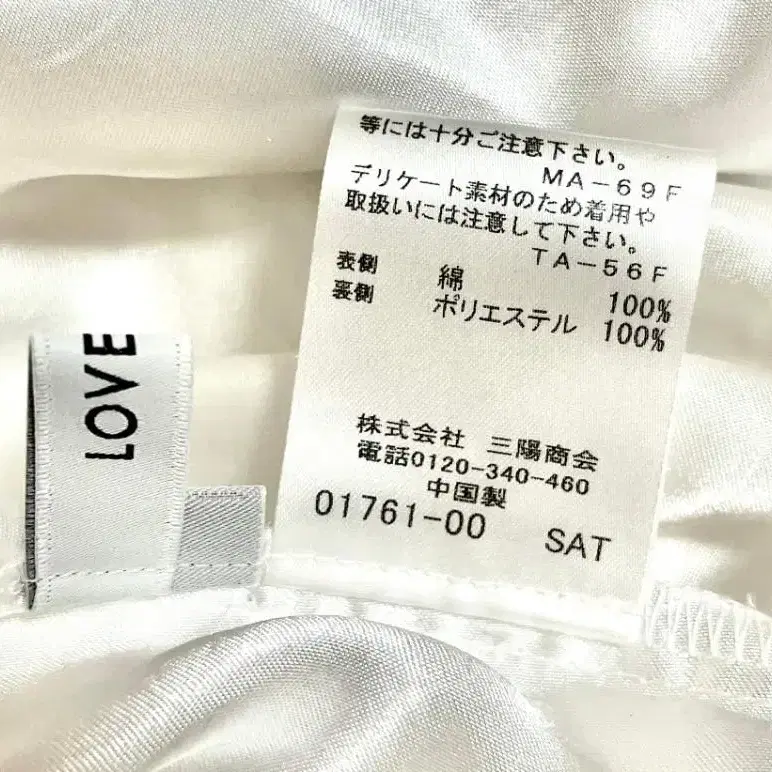 LOVE
等には十分ご注意下さい。
MA-69F
デリケート素材のため着用や
取扱いには注意して下さい。
TA-56F
表側 綿 100%
裏側 ポリエステル 100%
株式会社 三陽商会
電話0120-340-460
中国製
01761-00 SAT